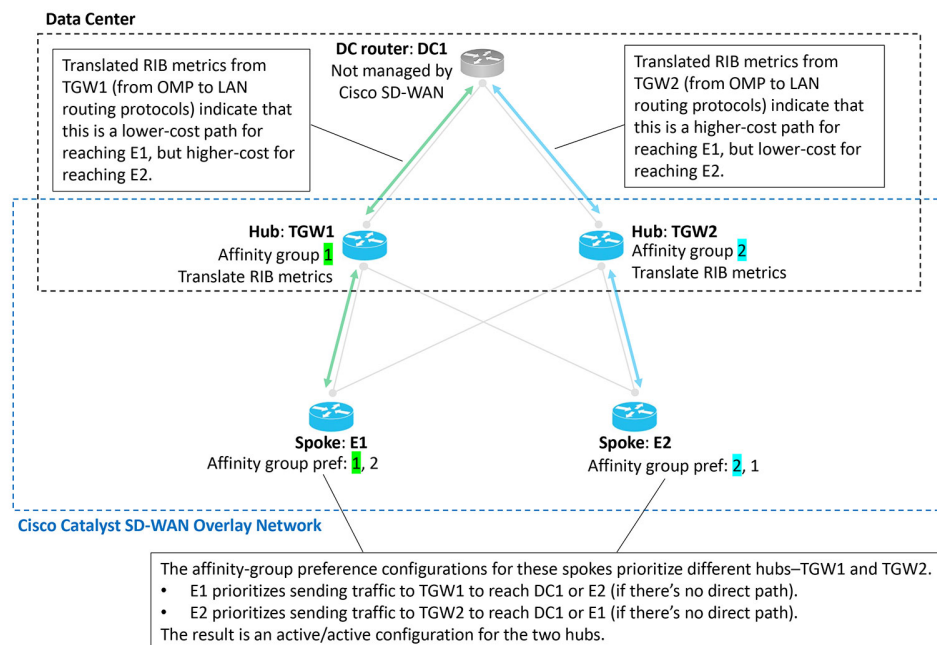 Data Center
DC router: DC1
Not managed by
Cisco SD-WAN
Translated RIB metrics from
TGW1 (from OMP to LAN
routing protocols) indicate that
this is a lower-cost path for
reaching E1, but higher-cost for
reaching E2.
Translated RIB metrics from
TGW2 (from OMP to LAN
routing protocols) indicate that
this is a higher-cost path for
reaching E1, but lower-cost for
reaching E2.
Hub: TGW1
Affinity group 1
Translate RIB metrics
Hub: TGW2
Affinity group 2
Translate RIB metrics
Spoke: E1
Affinity group pref: 1, 2
Spoke: E2
Affinity group pref: 2, 1
Cisco Catalyst SD-WAN Overlay Network
The affinity-group preference configurations for these spokes prioritize different hubs–TGW1 and TGW2.
• E1 prioritizes sending traffic to TGW1 to reach DC1 or E2 (if there's no direct path).
• E2 prioritizes sending traffic to TGW2 to reach DC1 or E1 (if there's no direct path).
The result is an active/active configuration for the two hubs.